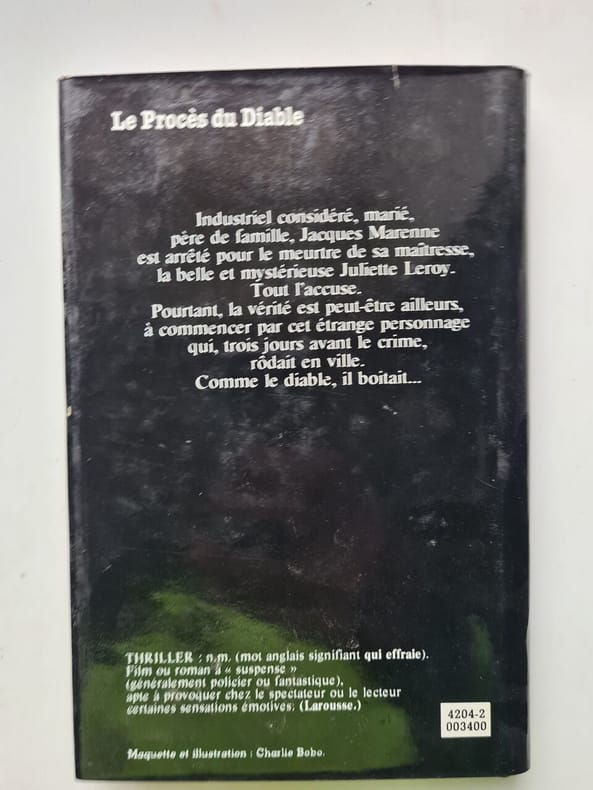 Le Procès du Diable
Industriel considéré, marié,
père de famille, Jacques Marenne
est arrêté pour le meurtre de sa maîtresse,
la belle et mystérieuse Juliette Leroy.
Tout l'accuse.
Pourtant, la vérité est peut-être ailleurs,
à commencer par cet étrange personnage
qui, trois jours avant le crime,
rôdait en ville.
Comme le diable, il boitait...
THRILLER : n.m. (mot anglais signifiant qui effraie).
Film ou roman à « suspense »
(généralement policier ou fantastique),
apte à provoquer chez le spectateur ou le lecteur
certaines sensations émotives. (Larousse.)
4204-2
003400
Maquette et illustration : Charlie Bobo.